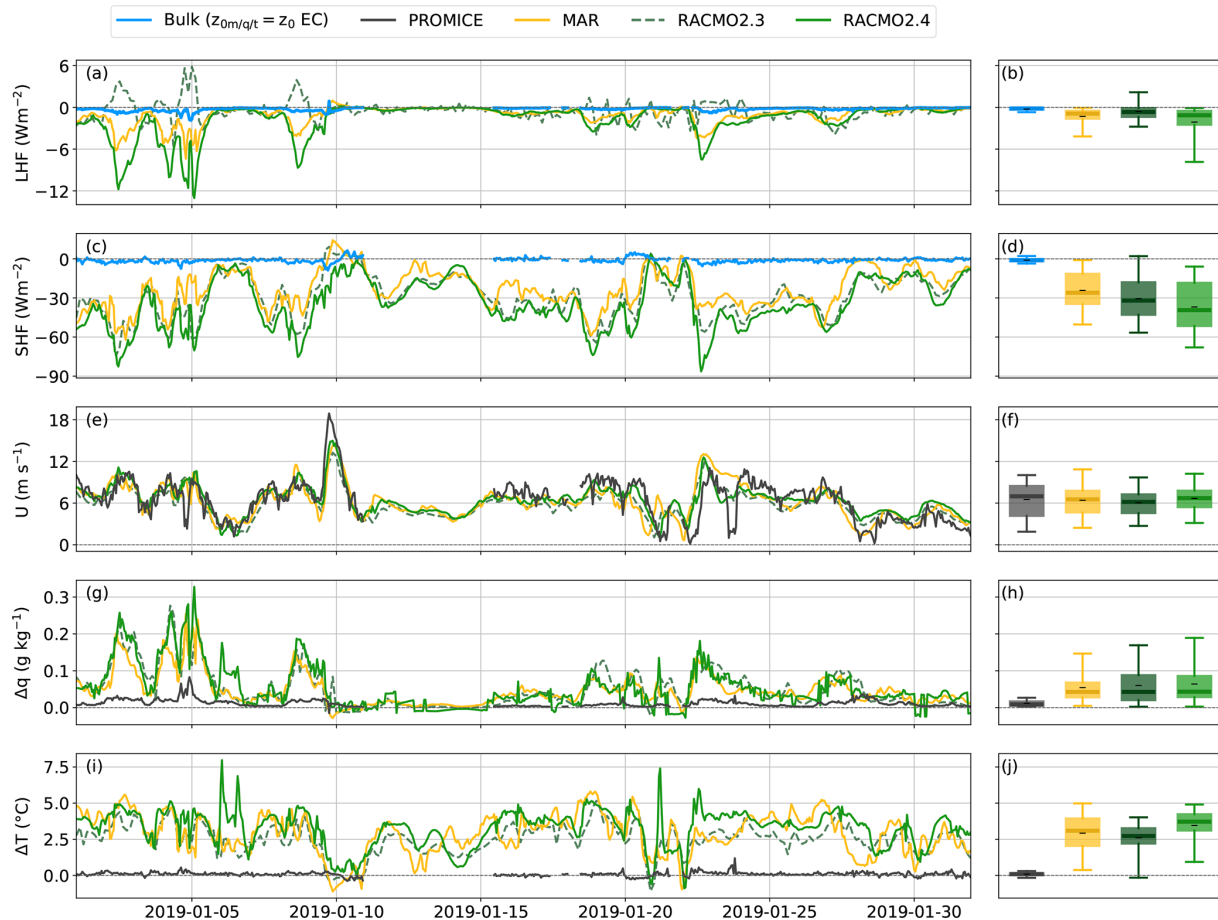 Bulk (z0m/q/t = z0 EC) PROMICE MAR RACMO2.3 RACMO2.4
(a) (b)
LHF (Wm−2)
6
0
−6
−12
(c) (d)
SHF (Wm−2)
0
−30
−60
−90
(e) (f)
U (m s−1)
18
12
6
0
(g) (h)
Δq (g kg−1)
0.3
0.2
0.1
0.0
(i) (j)
ΔT (°C)
7.5
5.0
2.5
0.0
2019-01-05 2019-01-10 2019-01-15 2019-01-20 2019-01-25 2019-01-30